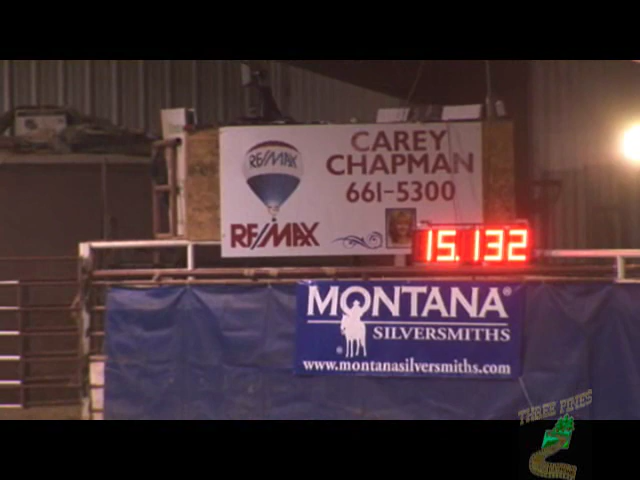 RE/MAX
CAREY
CHAPMAN
661-5300
RE/MAX
15.132
MONTANA®
SILVERSMITHS
®
www.montanasilversmiths.com
THREE PINES